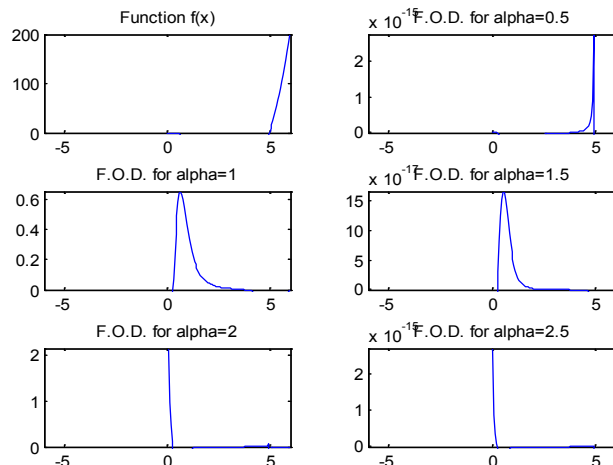 Function f(x)
200
100
0
-5 0 5
x 10^-15 F.O.D. for alpha=0.5
2
1
0
-5 0 5
F.O.D. for alpha=1
0.6
0.4
0.2
0
-5 0 5
x 10^-17 F.O.D. for alpha=1.5
15
10
5
0
-5 0 5
F.O.D. for alpha=2
2
1
0
-5 0 5
x 10^-15 F.O.D. for alpha=2.5
2
1
0
-5 0 5